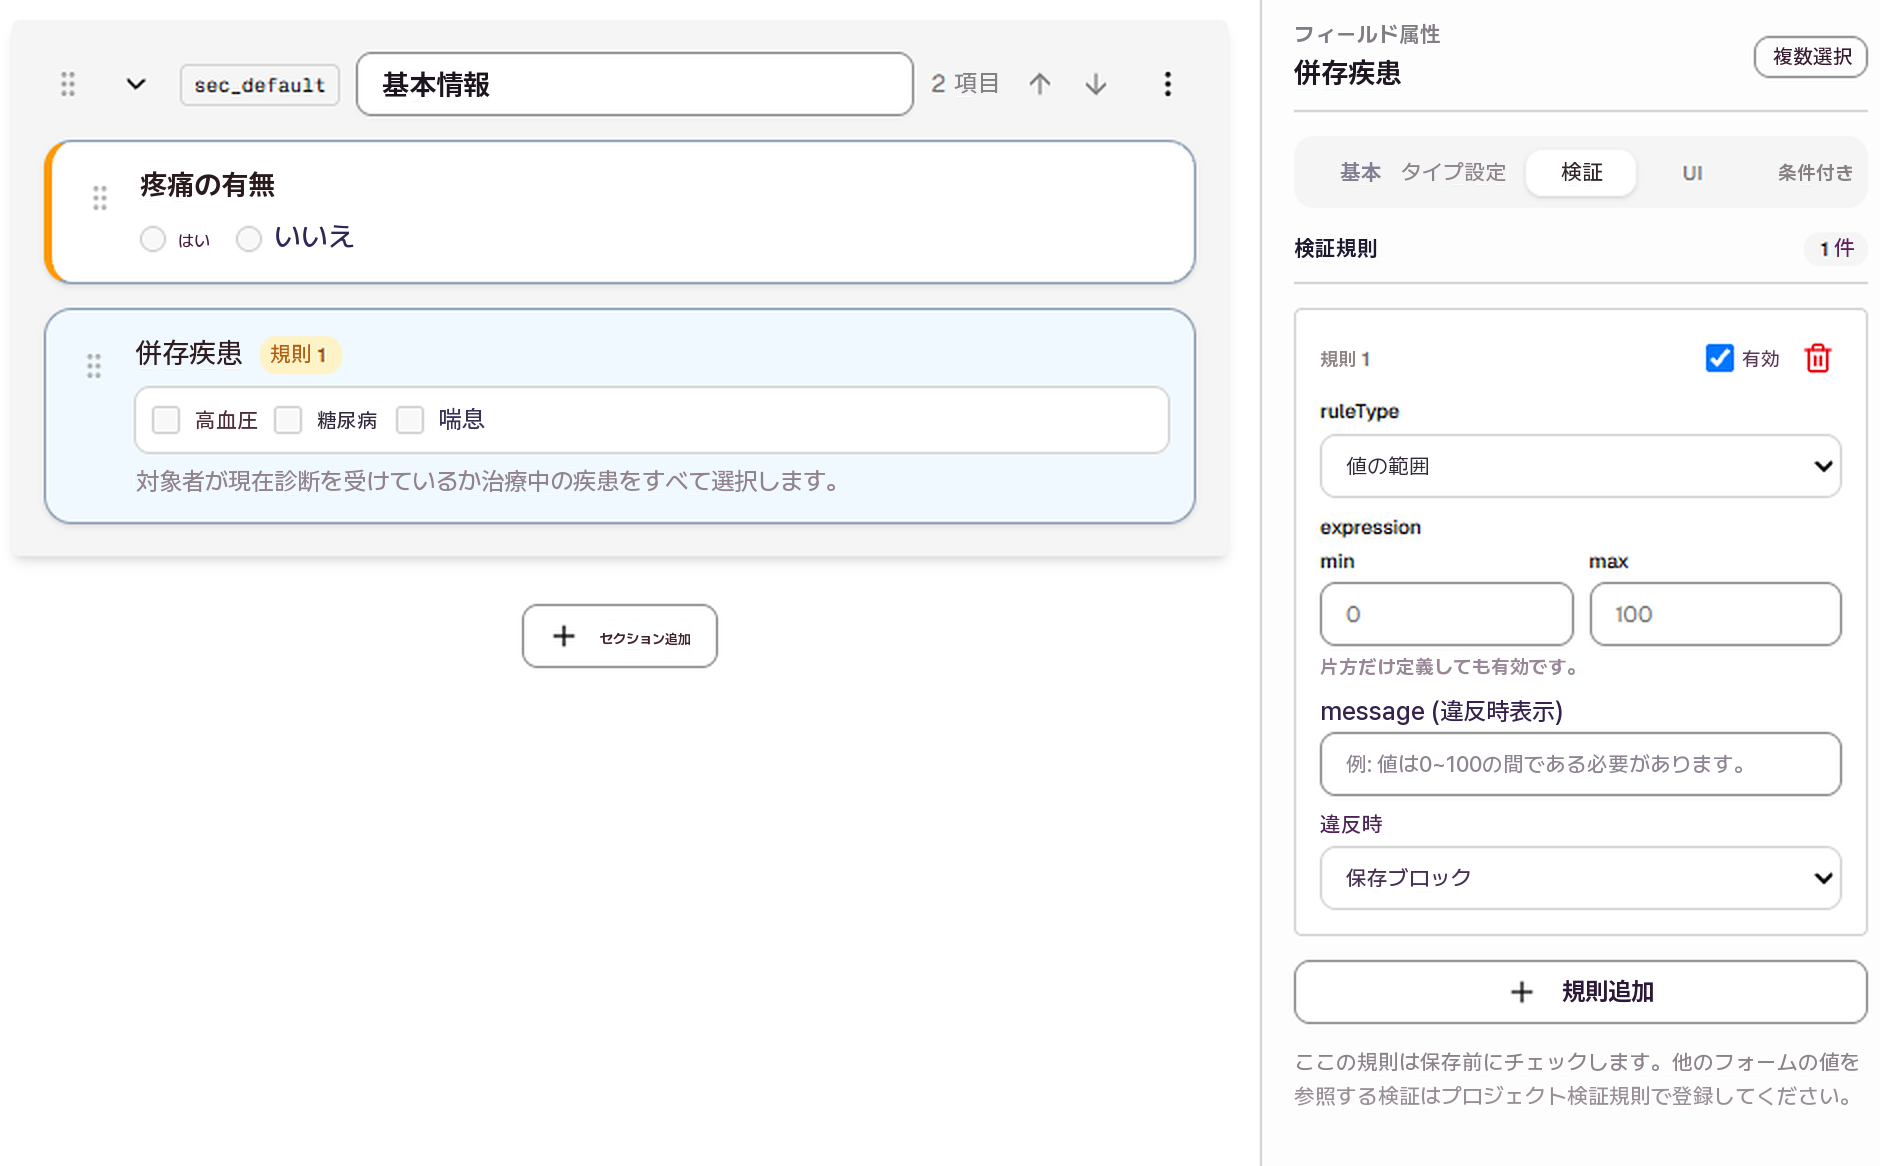 sec_default 基本情報 2 項目
疼痛の有無
はい いいえ
併存疾患 規則 1
高血圧 糖尿病 喘息
対象者が現在診断を受けているか治療中の疾患をすべて選択します。
セクション追加
フィールド属性
併存疾患
複数選択
基本 タイプ設定 検証 UI 条件付き
検証規則 1 件
規則 1 有効
ruleType
値の範囲
expression
min max
0 100
片方だけ定義しても有効です。
message (違反時表示)
例: 値は0~100の間である必要があります。
違反時
保存ブロック
規則追加
ここの規則は保存前にチェックします。他のフォームの値を
参照する検証はプロジェクト検証規則で登録してください。